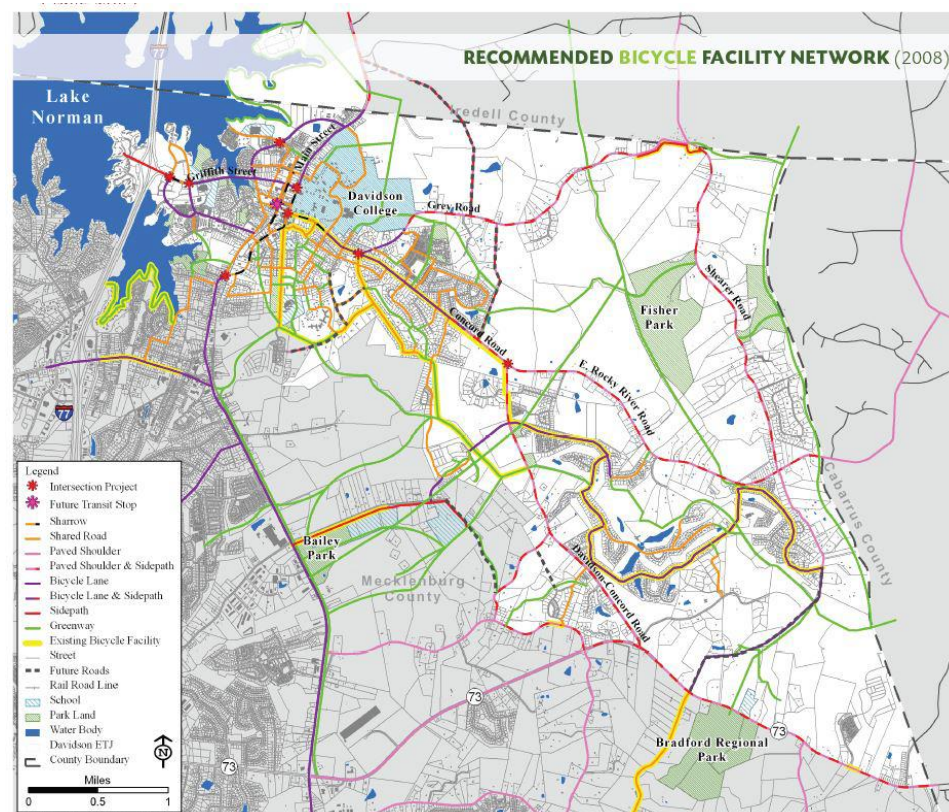 RECOMMENDED BICYCLE FACILITY NETWORK (2008)
77
Lake
Norman
Iredell County
Main Street
Griffith Street
Davidson
College
Grey Road
Shearer Road
Fisher
Park
Concord Road
E. Rocky River Road
77
Cabarrus County
Bailey
Park
Mecklenburg
County
Davidson-Concord Road
73
73
73
Bradford Regional
Park
Legend
Intersection Project
Future Transit Stop
Sharrow
Shared Road
Paved Shoulder
Paved Shoulder & Sidepath
Bicycle Lane
Bicycle Lane & Sidepath
Sidepath
Greenway
Existing Bicycle Facility
Street
Future Roads
Rail Road Line
School
Park Land
Water Body
Davidson ETJ
County Boundary
N
Miles
0 0.5 1